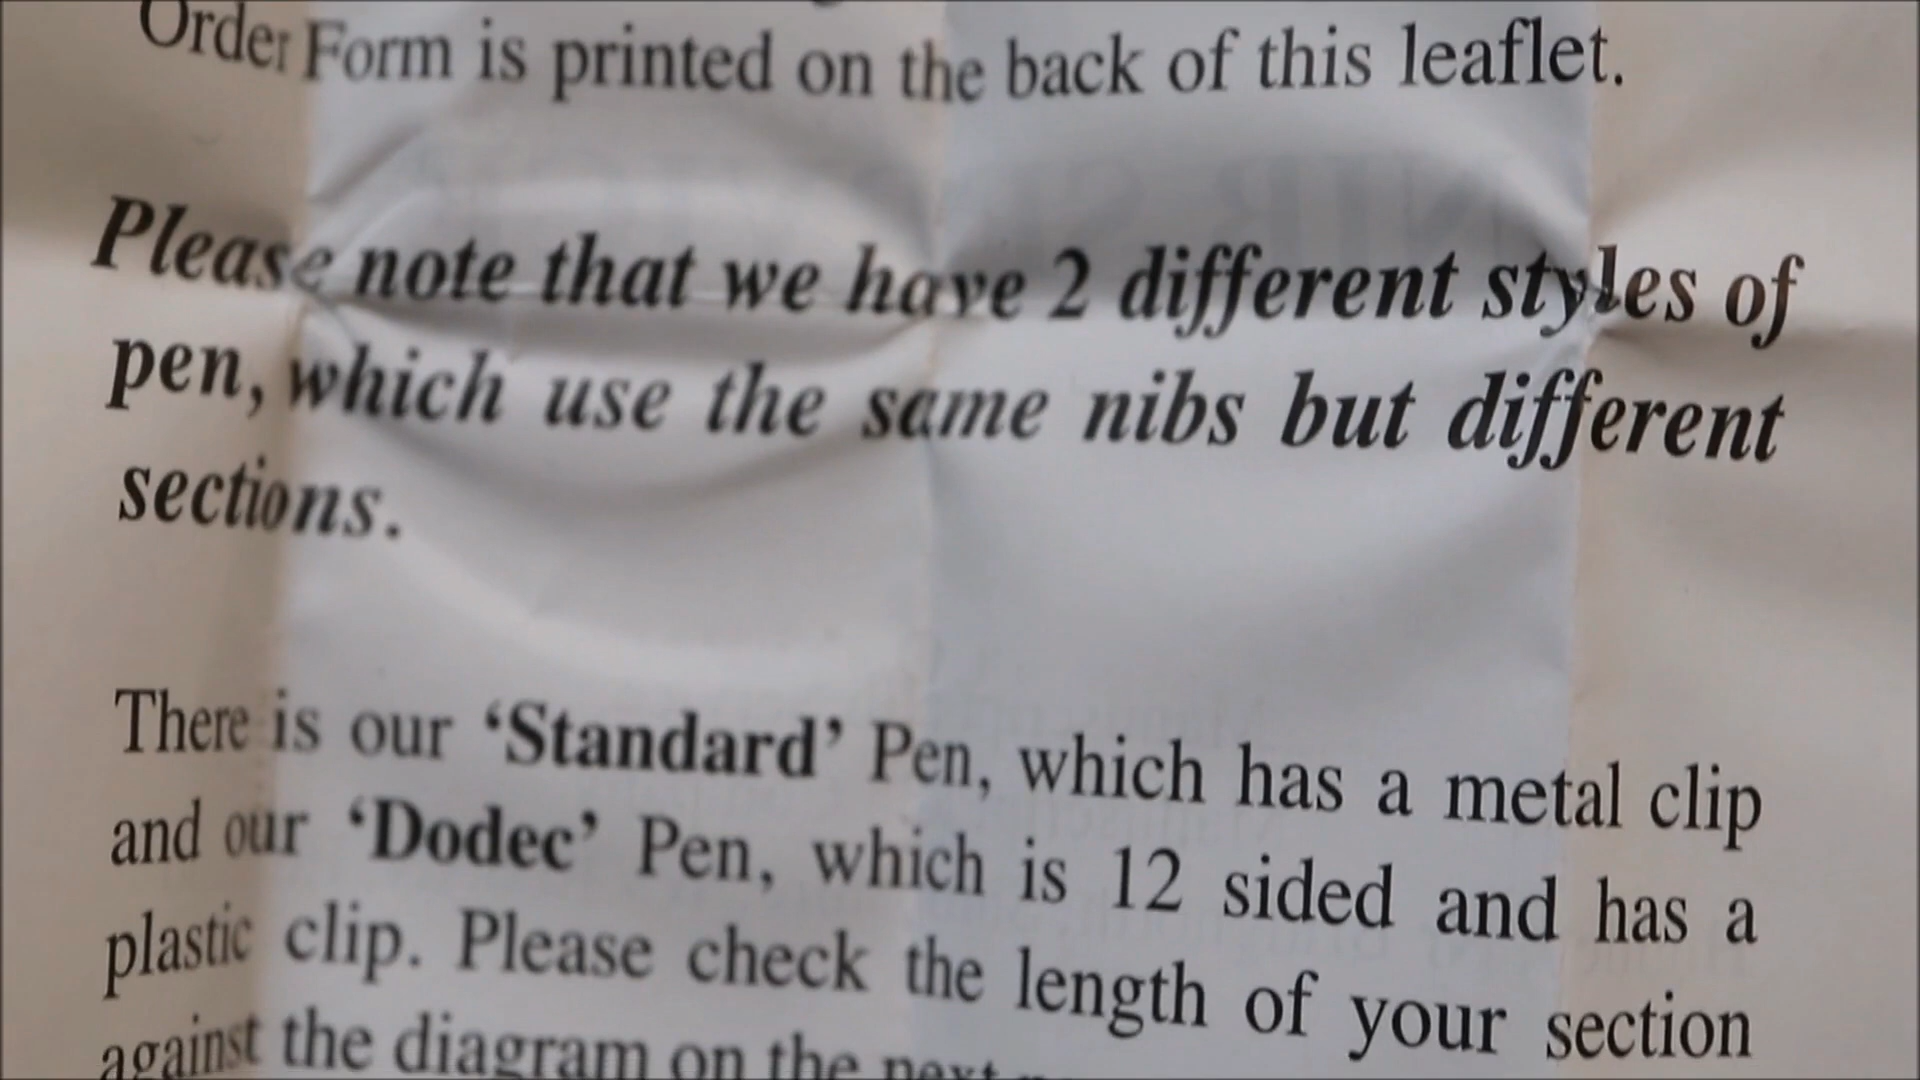 Order Form is printed on the back of this leaflet.
Please note that we have 2 different styles of
pen, which use the same nibs but different
sections.
There is our ‘Standard’ Pen, which has a metal clip
and our ‘Dodec’ Pen, which is 12 sided and has a
plastic clip. Please check the length of your section
against the diagram on the next